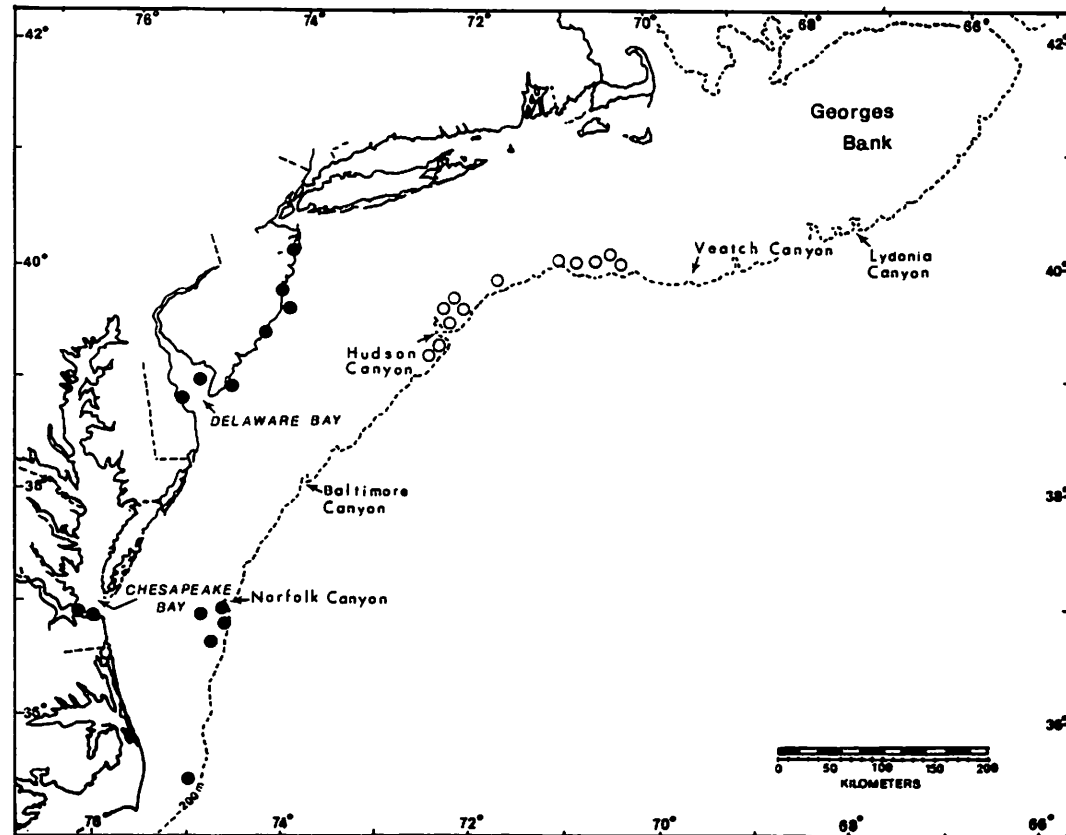 76°
74°
72°
70°
68°
66°
42°
42°
Georges
Bank
40°
40°
Veatch Canyon
Lydonia
Canyon
Hudson
Canyon
DELAWARE BAY
38°
38°
Baltimore
Canyon
CHESAPEAKE
BAY
Norfolk Canyon
36°
36°
200m
0 50 100 150 200
KILOMETERS
76°
74°
72°
70°
68°
66°